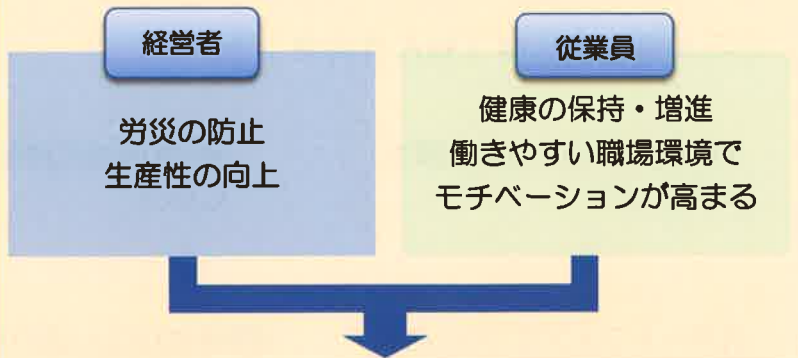 経営者
労災の防止
生産性の向上
従業員
健康の保持・増進
働きやすい職場環境で
モチベーションが高まる